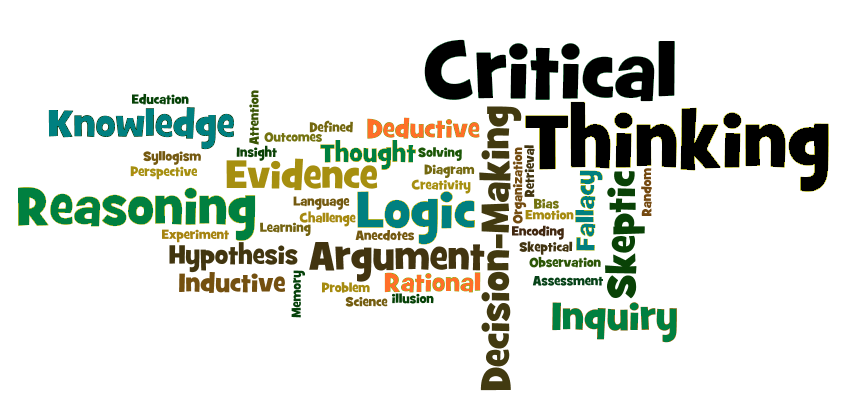 Critical
Thinking
Education
Knowledge
Attention
Outcomes
Defined
Deductive
Decision-Making
Syllogism
Insight
Thought
Solving
Perspective
Evidence
Diagram
Creativity
Organization
Retrieval
Reasoning
Language
Challenge
Logic
Learning
Experiment
Anecdotes
Bias
Emotion
Encoding
Skeptical
Fallacy
Skeptic
Random
Hypothesis
Argument
Observation
Inductive
Memory
Problem
Rational
Science
illusion
Assessment
Inquiry